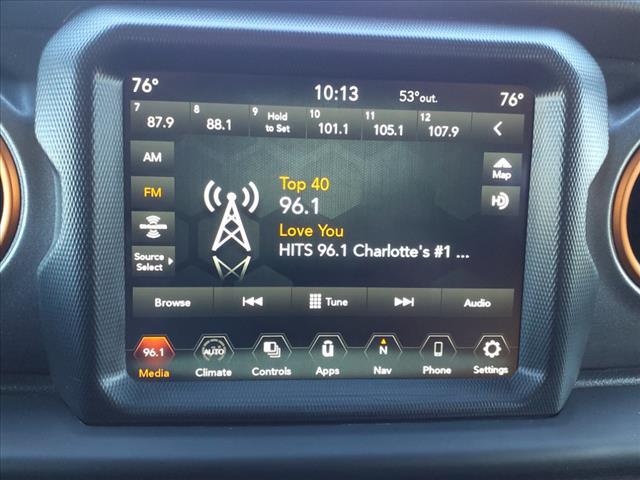 76° 10:13 53°out. 76°
7 87.9 8 88.1 9 Hold to Set 10 101.1 11 105.1 12 107.9
AM
Map
FM
Top 40
96.1
HD
Love You
HITS 96.1 Charlotte's #1 ...
Source Select
Browse Tune Audio
96.1 AUTO N
Media Climate Controls Apps Nav Phone Settings